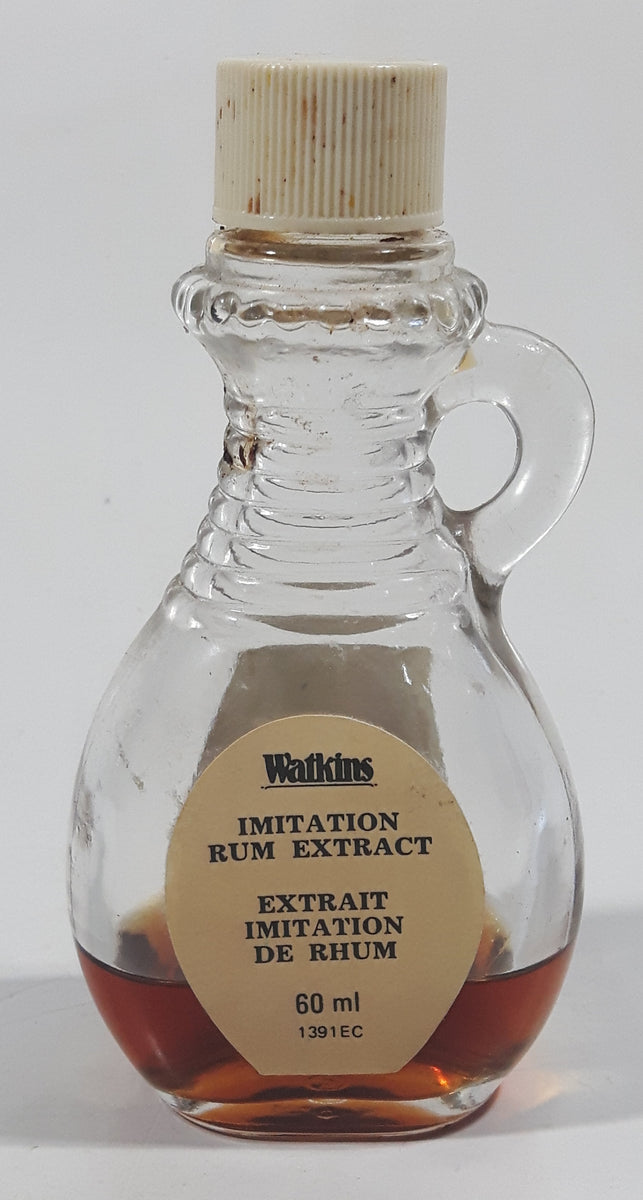 Watkins
IMITATION
RUM EXTRACT
EXTRAIT
IMITATION
DE RHUM
60 ml
1391EC